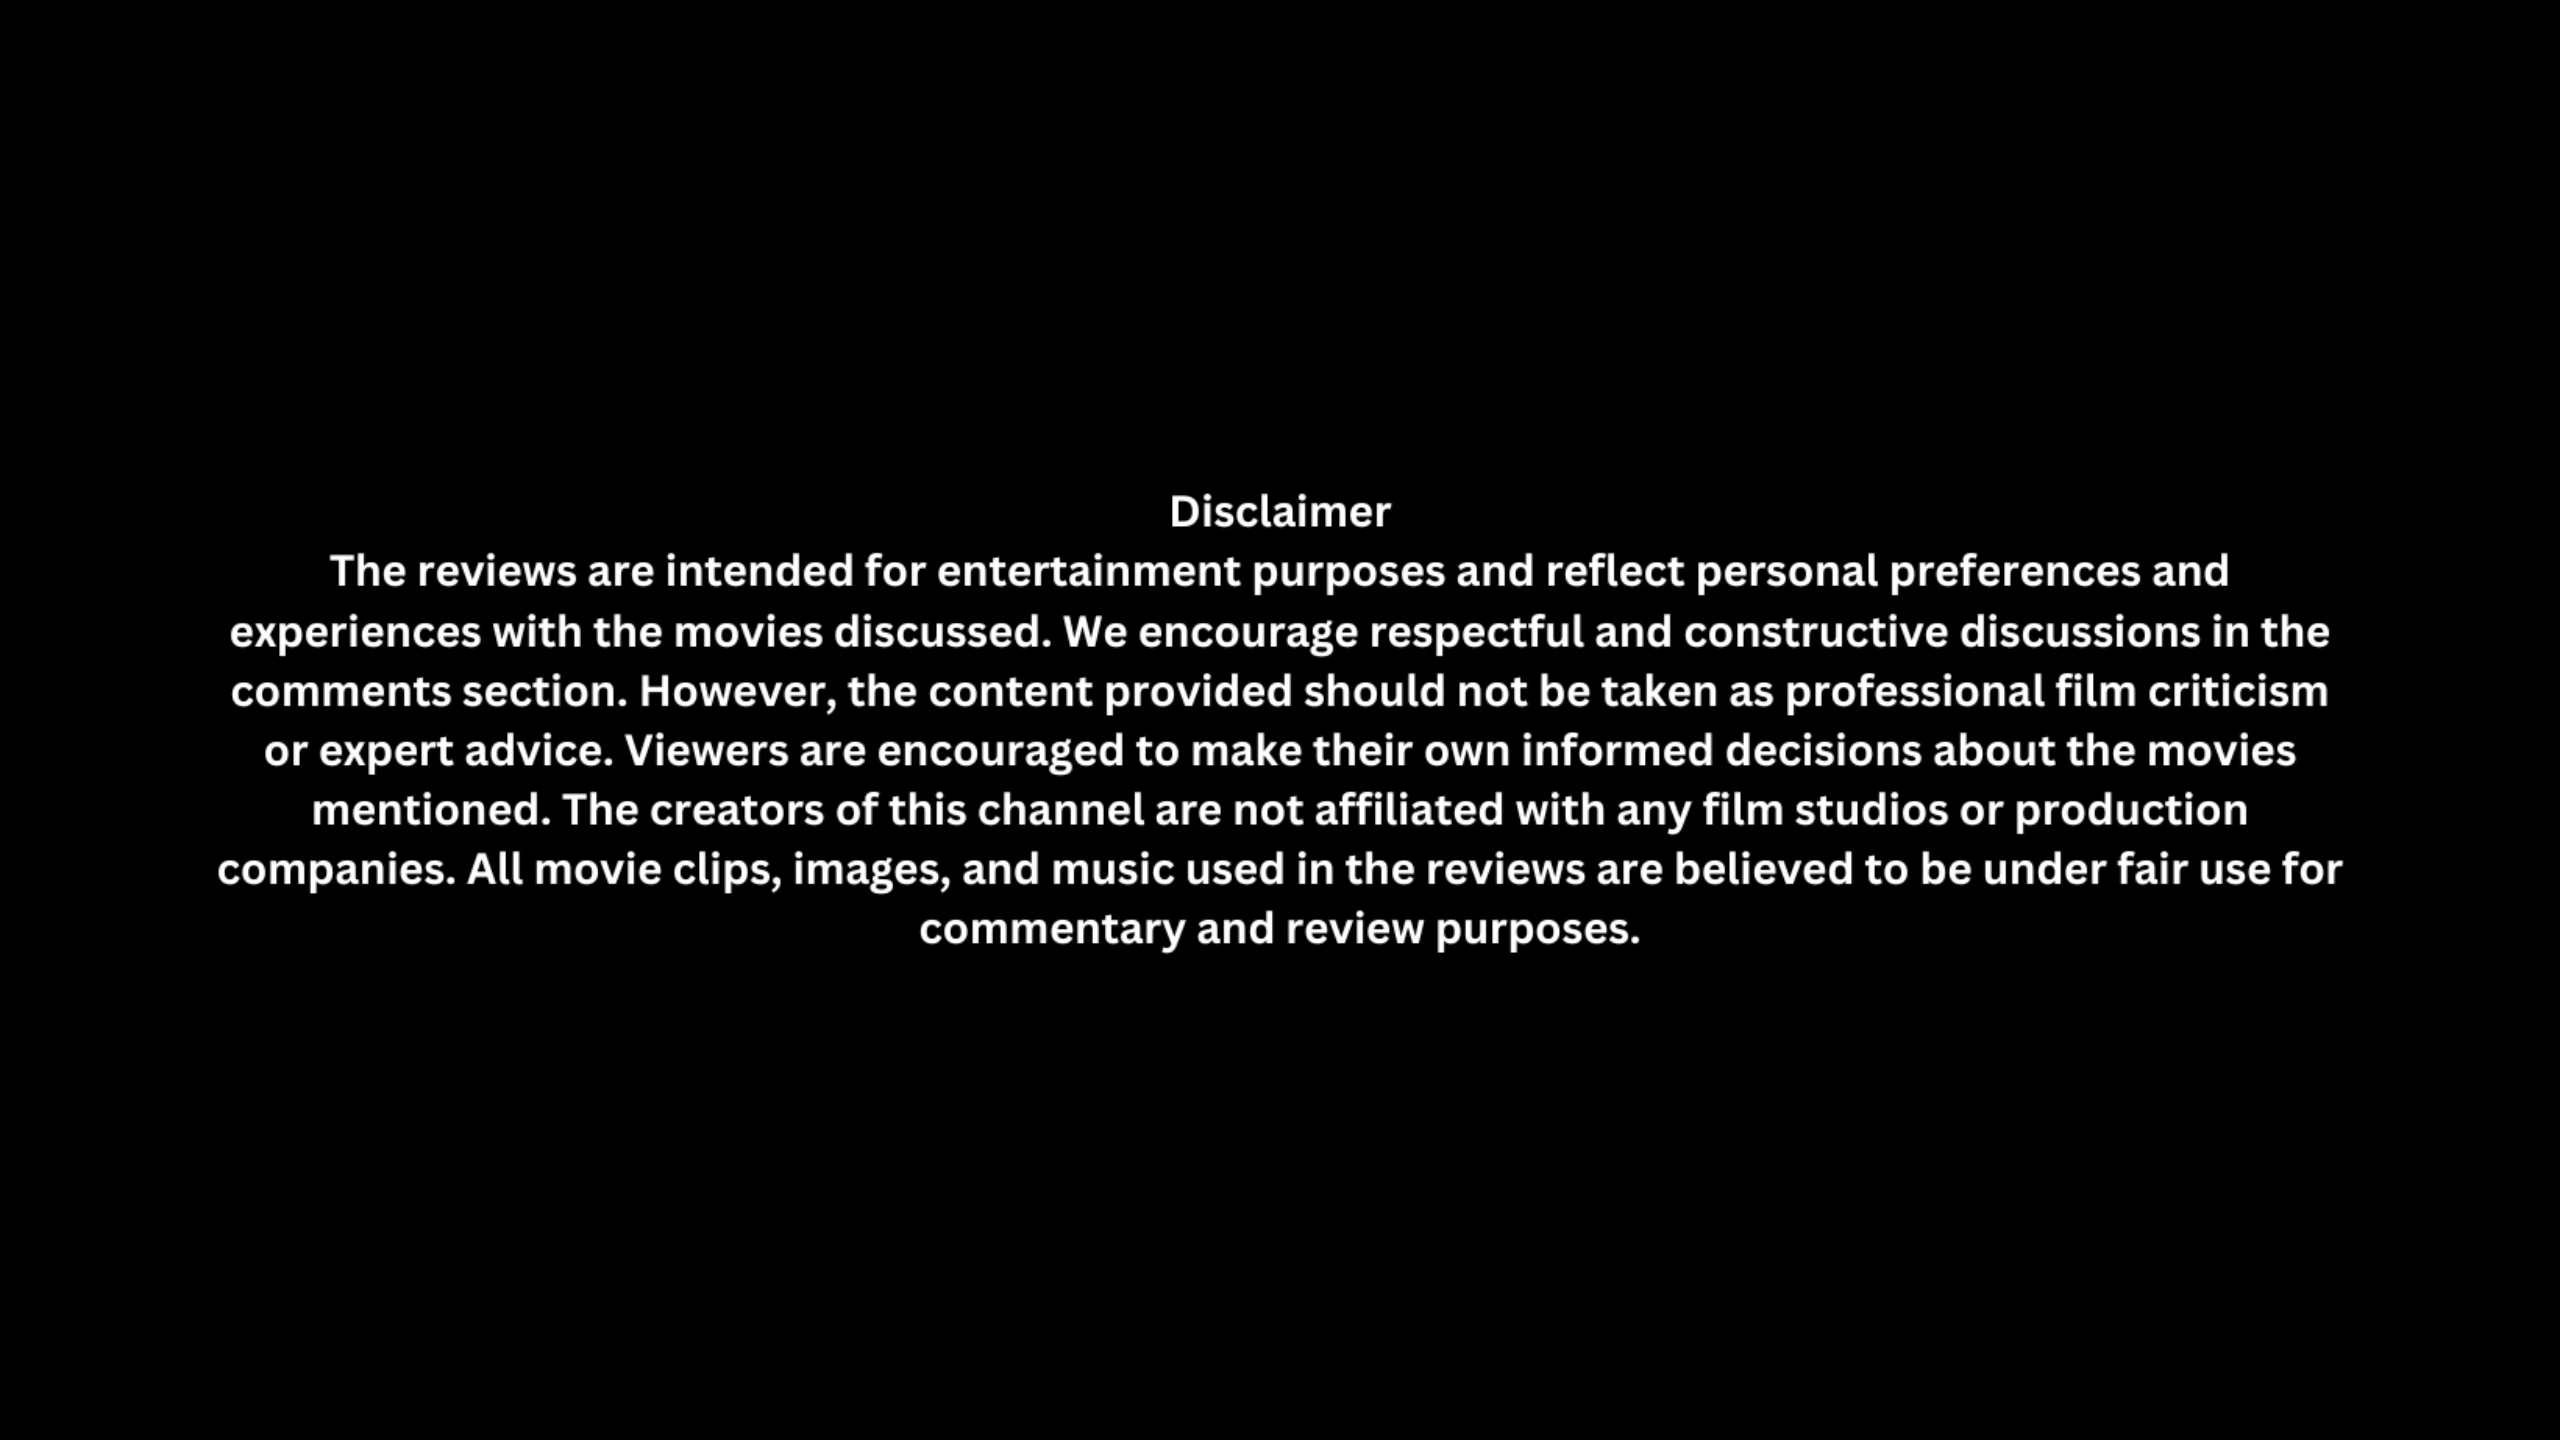 Disclaimer
The reviews are intended for entertainment purposes and reflect personal preferences and
experiences with the movies discussed. We encourage respectful and constructive discussions in the
comments section. However, the content provided should not be taken as professional film criticism
or expert advice. Viewers are encouraged to make their own informed decisions about the movies
mentioned. The creators of this channel are not affiliated with any film studios or production
companies. All movie clips, images, and music used in the reviews are believed to be under fair use for
commentary and review purposes.